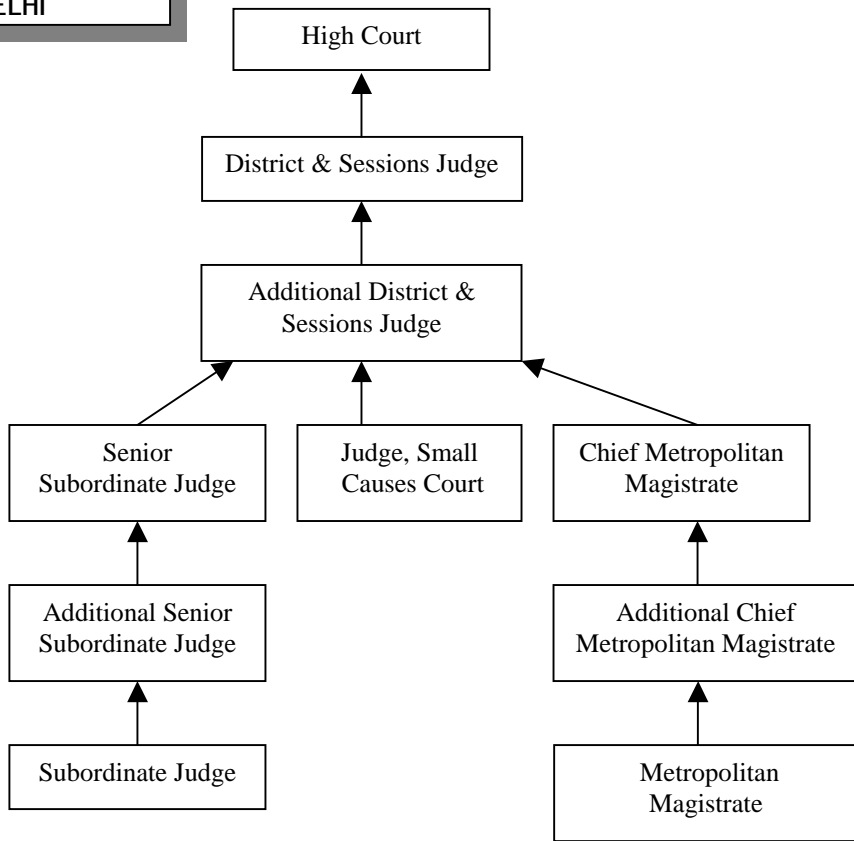 ELHI
High Court
District & Sessions Judge
Additional District &
Sessions Judge
Senior
Subordinate Judge
Judge, Small
Causes Court
Chief Metropolitan
Magistrate
Additional Senior
Subordinate Judge
Additional Chief
Metropolitan Magistrate
Subordinate Judge
Metropolitan
Magistrate